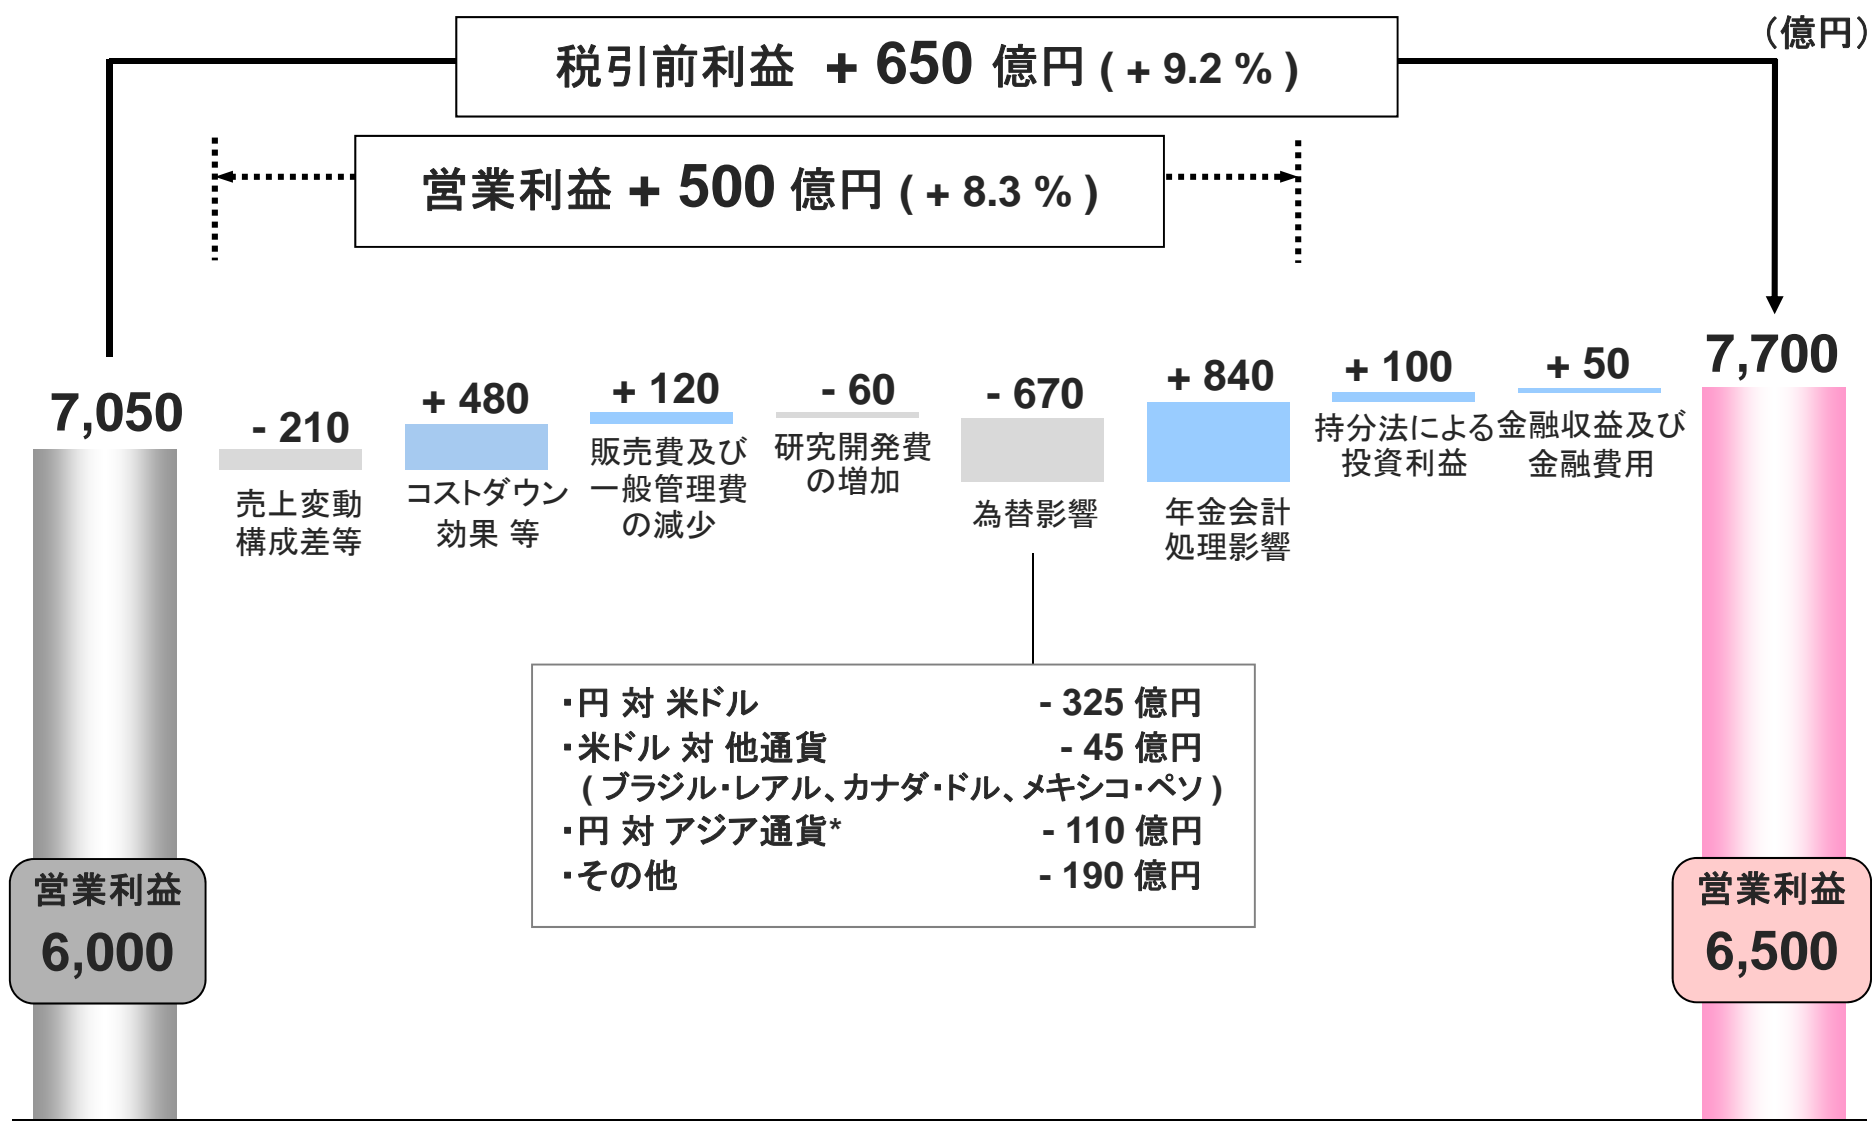 （億円）
税引前利益 + 650 億円 ( + 9.2 % )
営業利益 + 500 億円 ( + 8.3 % )
7,050
- 210
売上変動
構成差等
+ 480
コストダウン
効果 等
+ 120
販売費及び
一般管理費
の減少
- 60
研究開発費
の増加
- 670
為替影響
+ 840
年金会計
処理影響
+ 100
持分法による
投資利益
+ 50
金融収益及び
金融費用
7,700
・円 対 米ドル - 325 億円
・米ドル 対 他通貨 - 45 億円
( ブラジル・レアル、カナダ・ドル、メキシコ・ペソ )
・円 対 アジア通貨* - 110 億円
・その他 - 190 億円
営業利益
6,000
営業利益
6,500